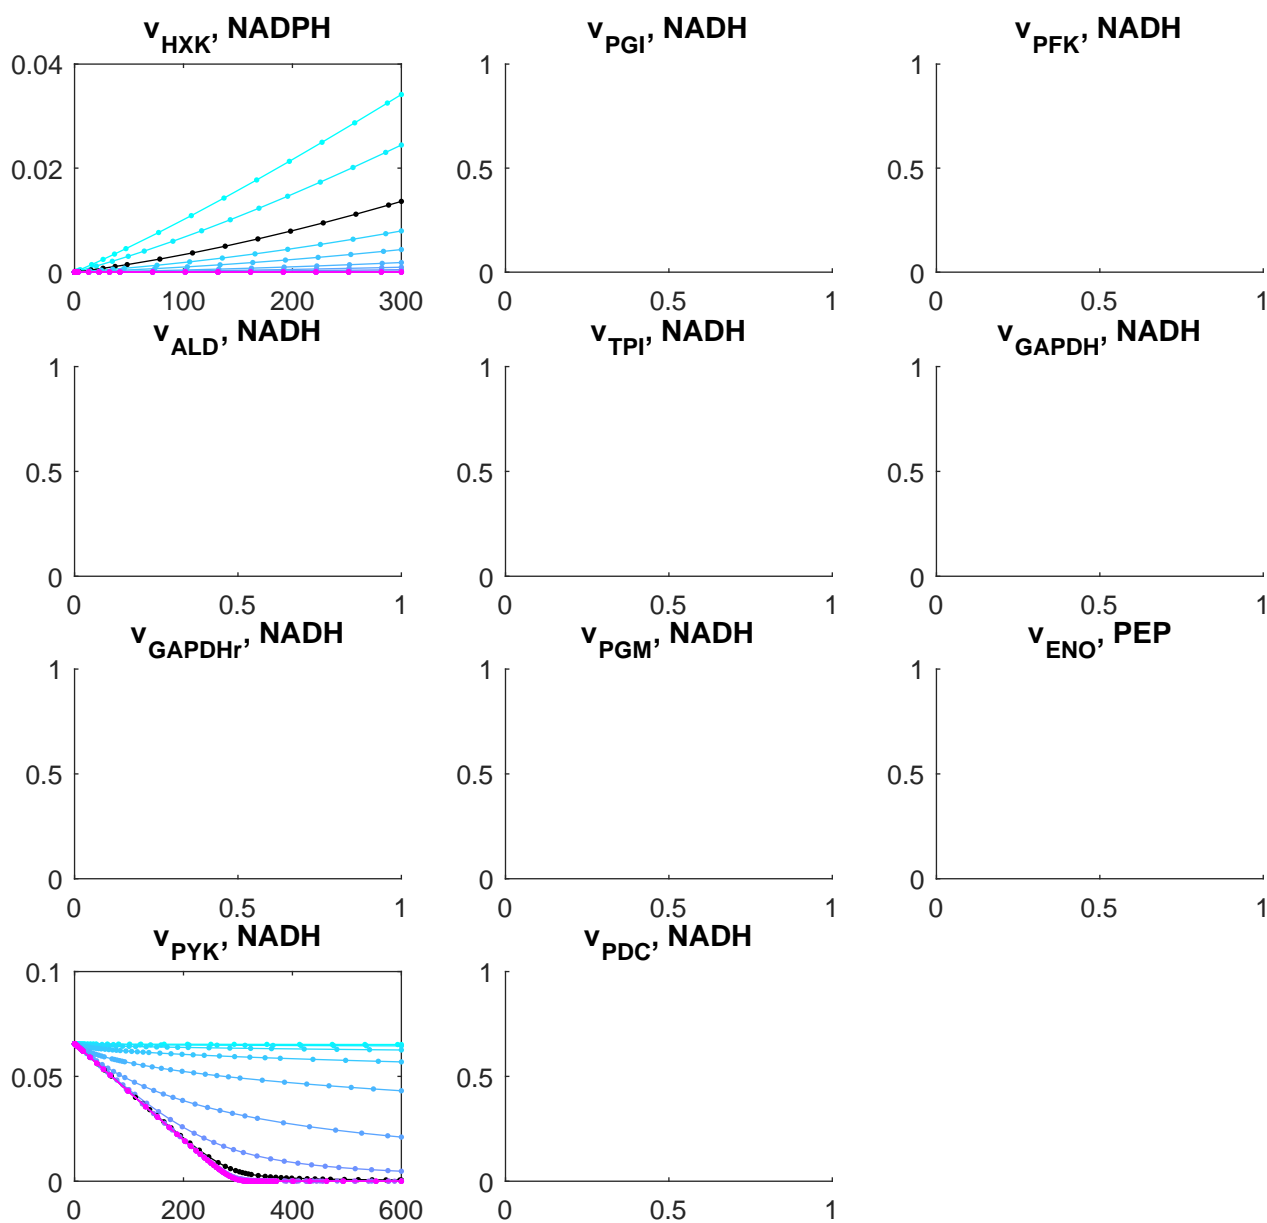 v_HXK, NADPH
v_PGI, NADH
v_PFK, NADH
0.04
0.02
0
0 100 200 300
1
0.5
0
0 0.5 1
1
0.5
0
0 0.5 1
v_ALD, NADH
v_TPI, NADH
v_GAPDH, NADH
1
0.5
0
0 0.5 1
1
0.5
0
0 0.5 1
1
0.5
0
0 0.5 1
v_GAPDHr, NADH
v_PGM, NADH
v_ENO, PEP
1
0.5
0
0 0.5 1
1
0.5
0
0 0.5 1
1
0.5
0
0 0.5 1
v_PYK, NADH
v_PDC, NADH
0.1
0.05
0
0 200 400 600
1
0.5
0
0 0.5 1